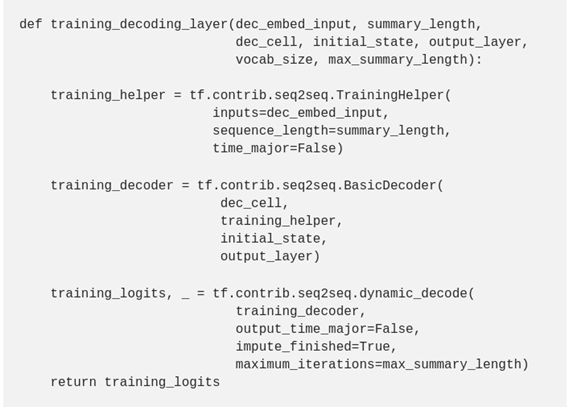 def training_decoding_layer(dec_embed_input, summary_length,
                            dec_cell, initial_state, output_layer,
                            vocab_size, max_summary_length):

    training_helper = tf.contrib.seq2seq.TrainingHelper(
                         inputs=dec_embed_input,
                         sequence_length=summary_length,
                         time_major=False)

    training_decoder = tf.contrib.seq2seq.BasicDecoder(
                          dec_cell,
                          training_helper,
                          initial_state,
                          output_layer)

    training_logits, _ = tf.contrib.seq2seq.dynamic_decode(
                            training_decoder,
                            output_time_major=False,
                            impute_finished=True,
                            maximum_iterations=max_summary_length)
    return training_logits